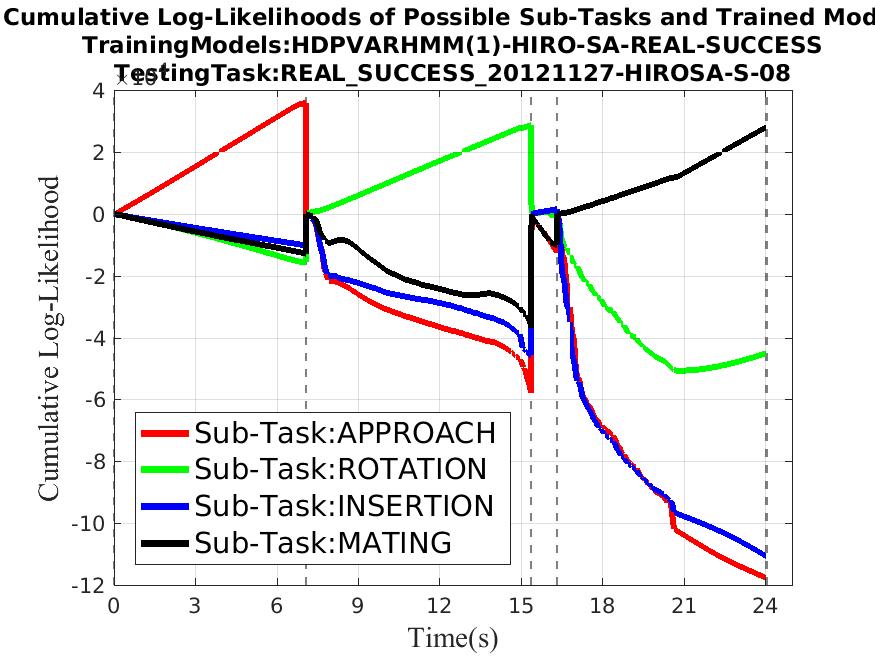 Cumulative Log-Likelihoods of Possible Sub-Tasks and Trained Mod
TrainingModels:HDPVARHMM(1)-HIRO-SA-REAL-SUCCESS
TestingTask:REAL_SUCCESS_20121127-HIROSA-S-08
4
2
0
-2
-4
-6
-8
-10
-12
Cumulative Log-Likelihood
Sub-Task:APPROACH
Sub-Task:ROTATION
Sub-Task:INSERTION
Sub-Task:MATING
0 3 6 9 12 15 18 21 24
Time(s)